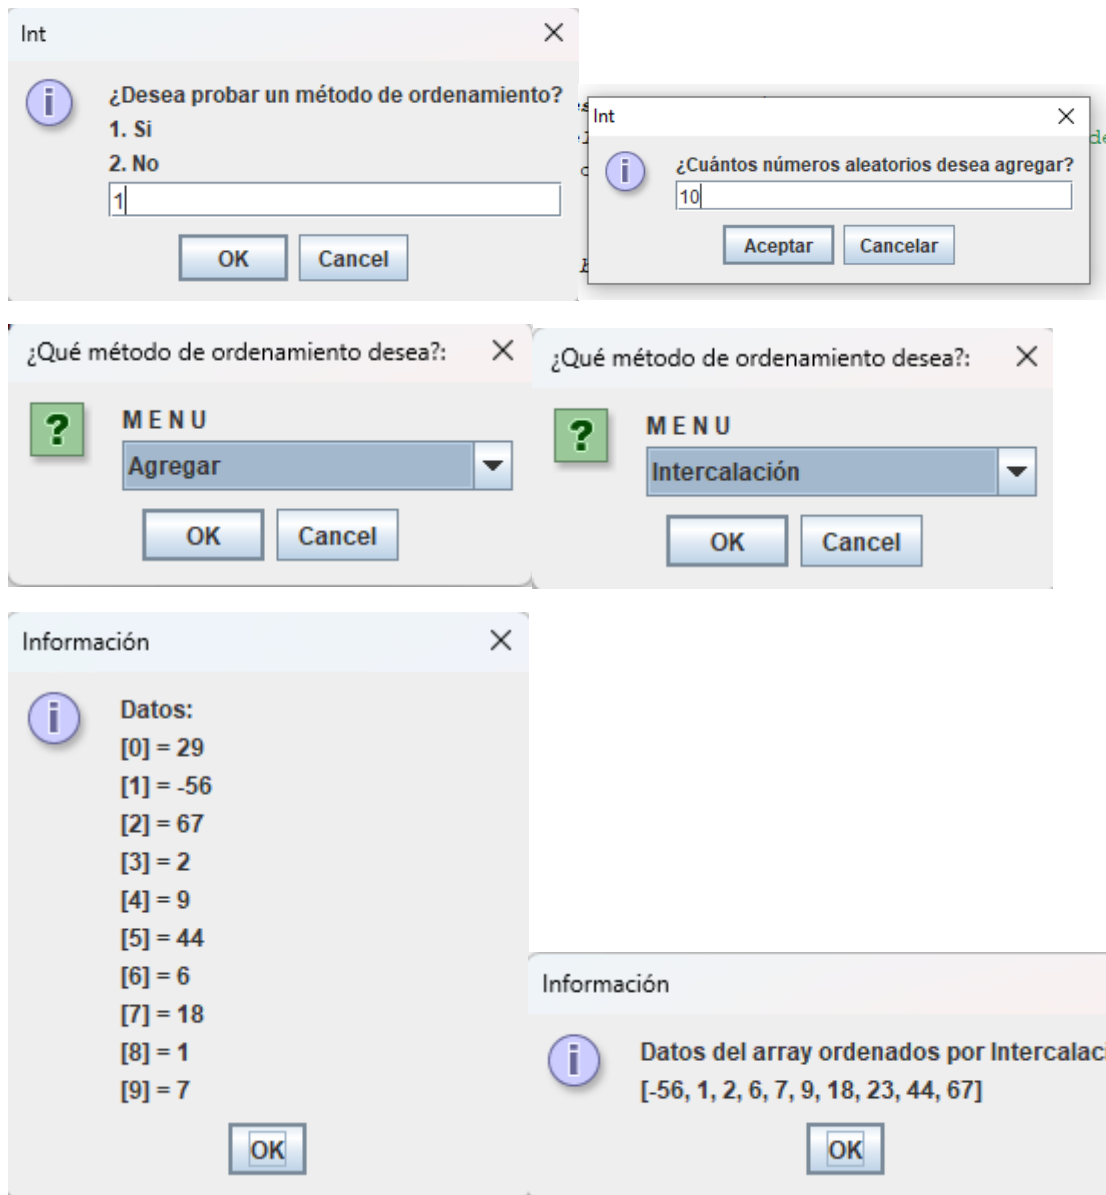 Int
¿Desea probar un método de ordenamiento?
1. Si
2. No
1
OK Cancel
Int
¿Cuántos números aleatorios desea agregar?
10
Aceptar Cancelar
¿Qué método de ordenamiento desea?:
M E N U
Agregar
OK Cancel
¿Qué método de ordenamiento desea?:
M E N U
Intercalación
OK Cancel
Información
Datos:
[0] = 29
[1] = -56
[2] = 67
[3] = 2
[4] = 9
[5] = 44
[6] = 6
[7] = 18
[8] = 1
[9] = 7
OK
Información
Datos del array ordenados por Intercalaci
[-56, 1, 2, 6, 7, 9, 18, 23, 44, 67]
OK